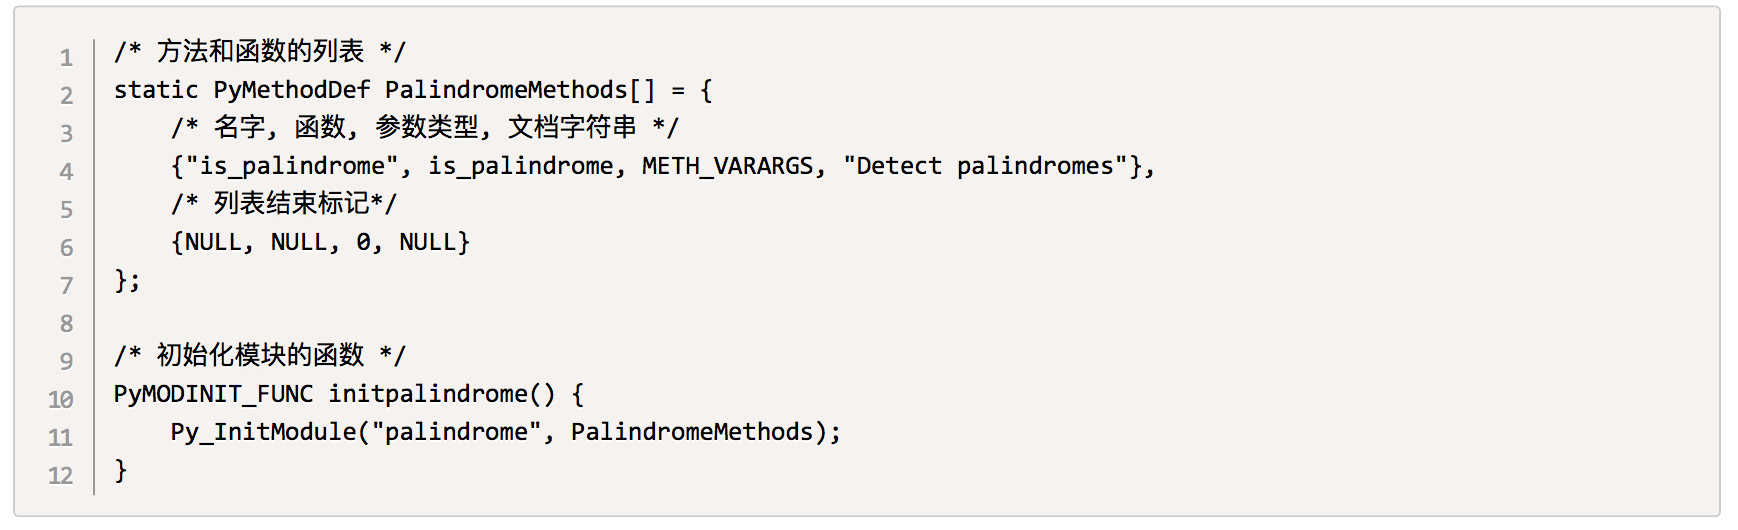 1 /* 方法和函数的列表 */
2 static PyMethodDef PalindromeMethods[] = {
3     /* 名字, 函数, 参数类型, 文档字符串 */
4     {"is_palindrome", is_palindrome, METH_VARARGS, "Detect palindromes"},
5     /* 列表结束标记*/
6     {NULL, NULL, 0, NULL}
7 };
8
9 /* 初始化模块的函数 */
10 PyMODINIT_FUNC initpalindrome() {
11     Py_InitModule("palindrome", PalindromeMethods);
12 }